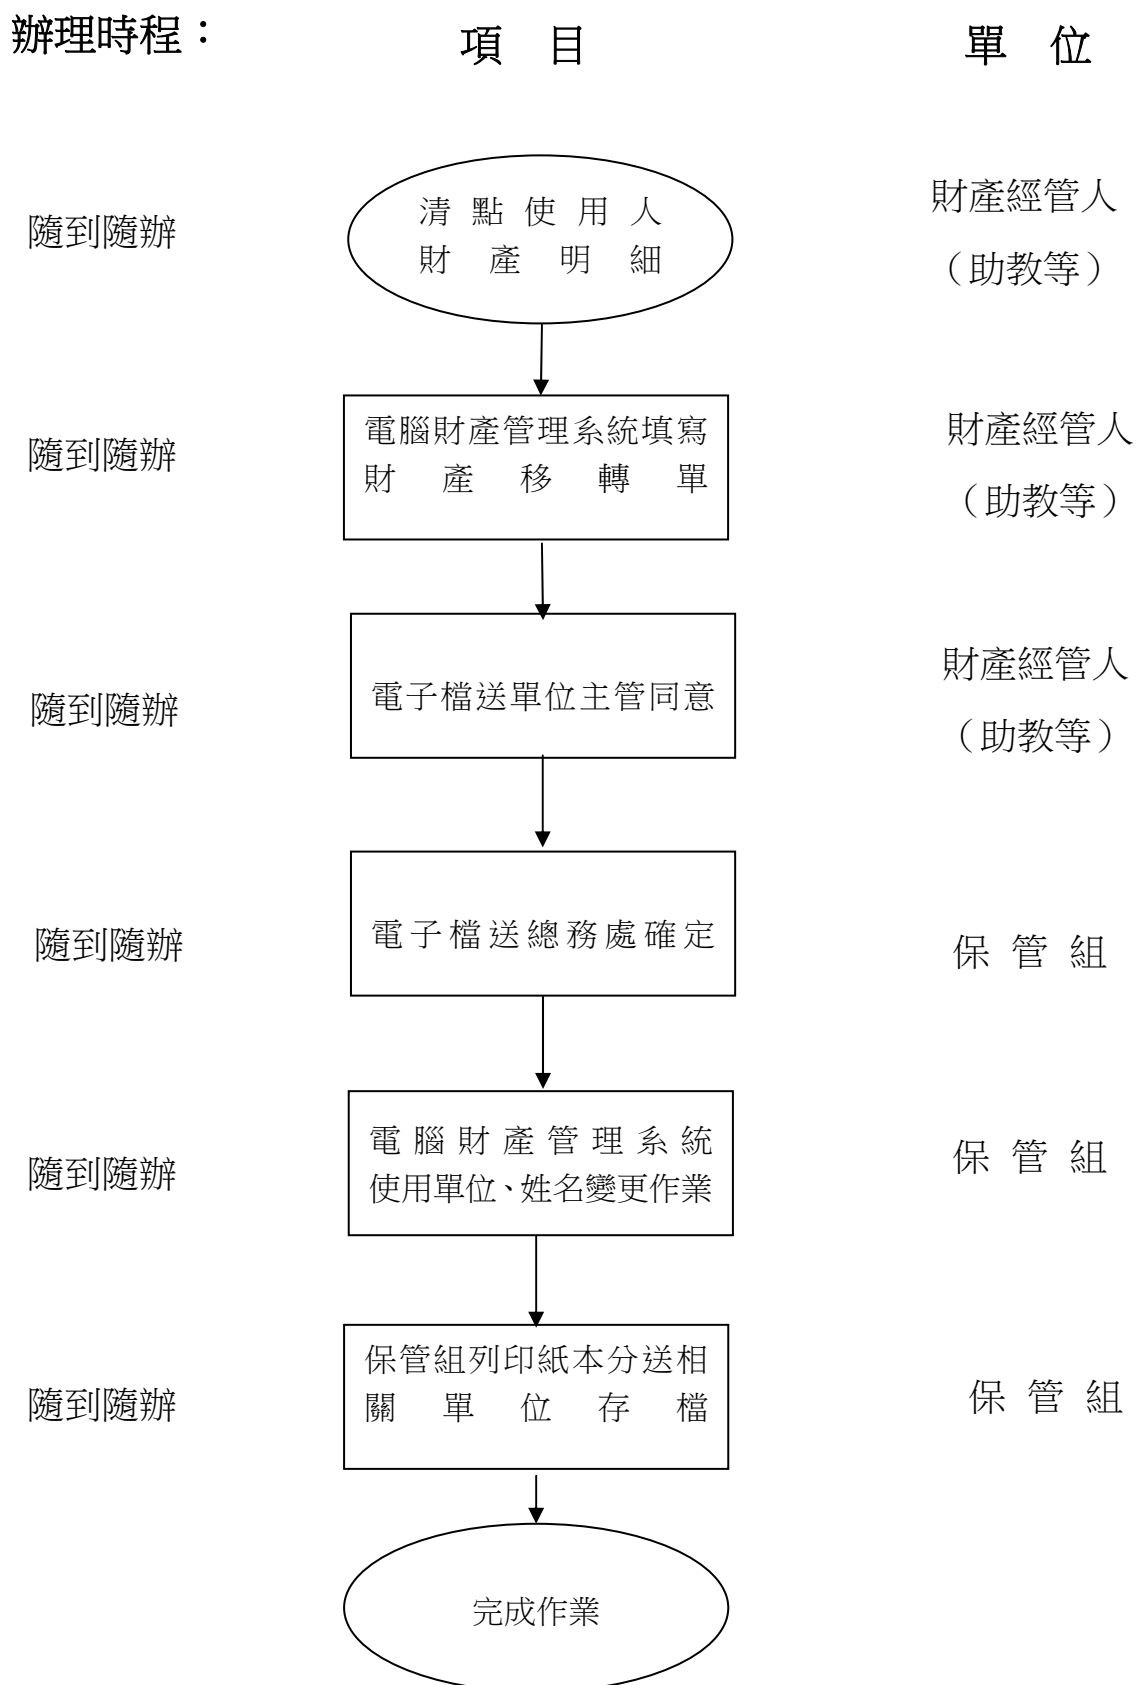 辦理時程：
項 目
單 位
隨到隨辦
清點使用人
財產明細
財產經管人
（助教等）
隨到隨辦
電腦財產管理系統填寫
財產移轉單
財產經管人
（助教等）
隨到隨辦
電子檔送單位主管同意
財產經管人
（助教等）
隨到隨辦
電子檔送總務處確定
保 管 組
隨到隨辦
電腦財產管理系統
使用單位、姓名變更作業
保 管 組
隨到隨辦
保管組列印紙本分送相
關單位存檔
保 管 組
完成作業